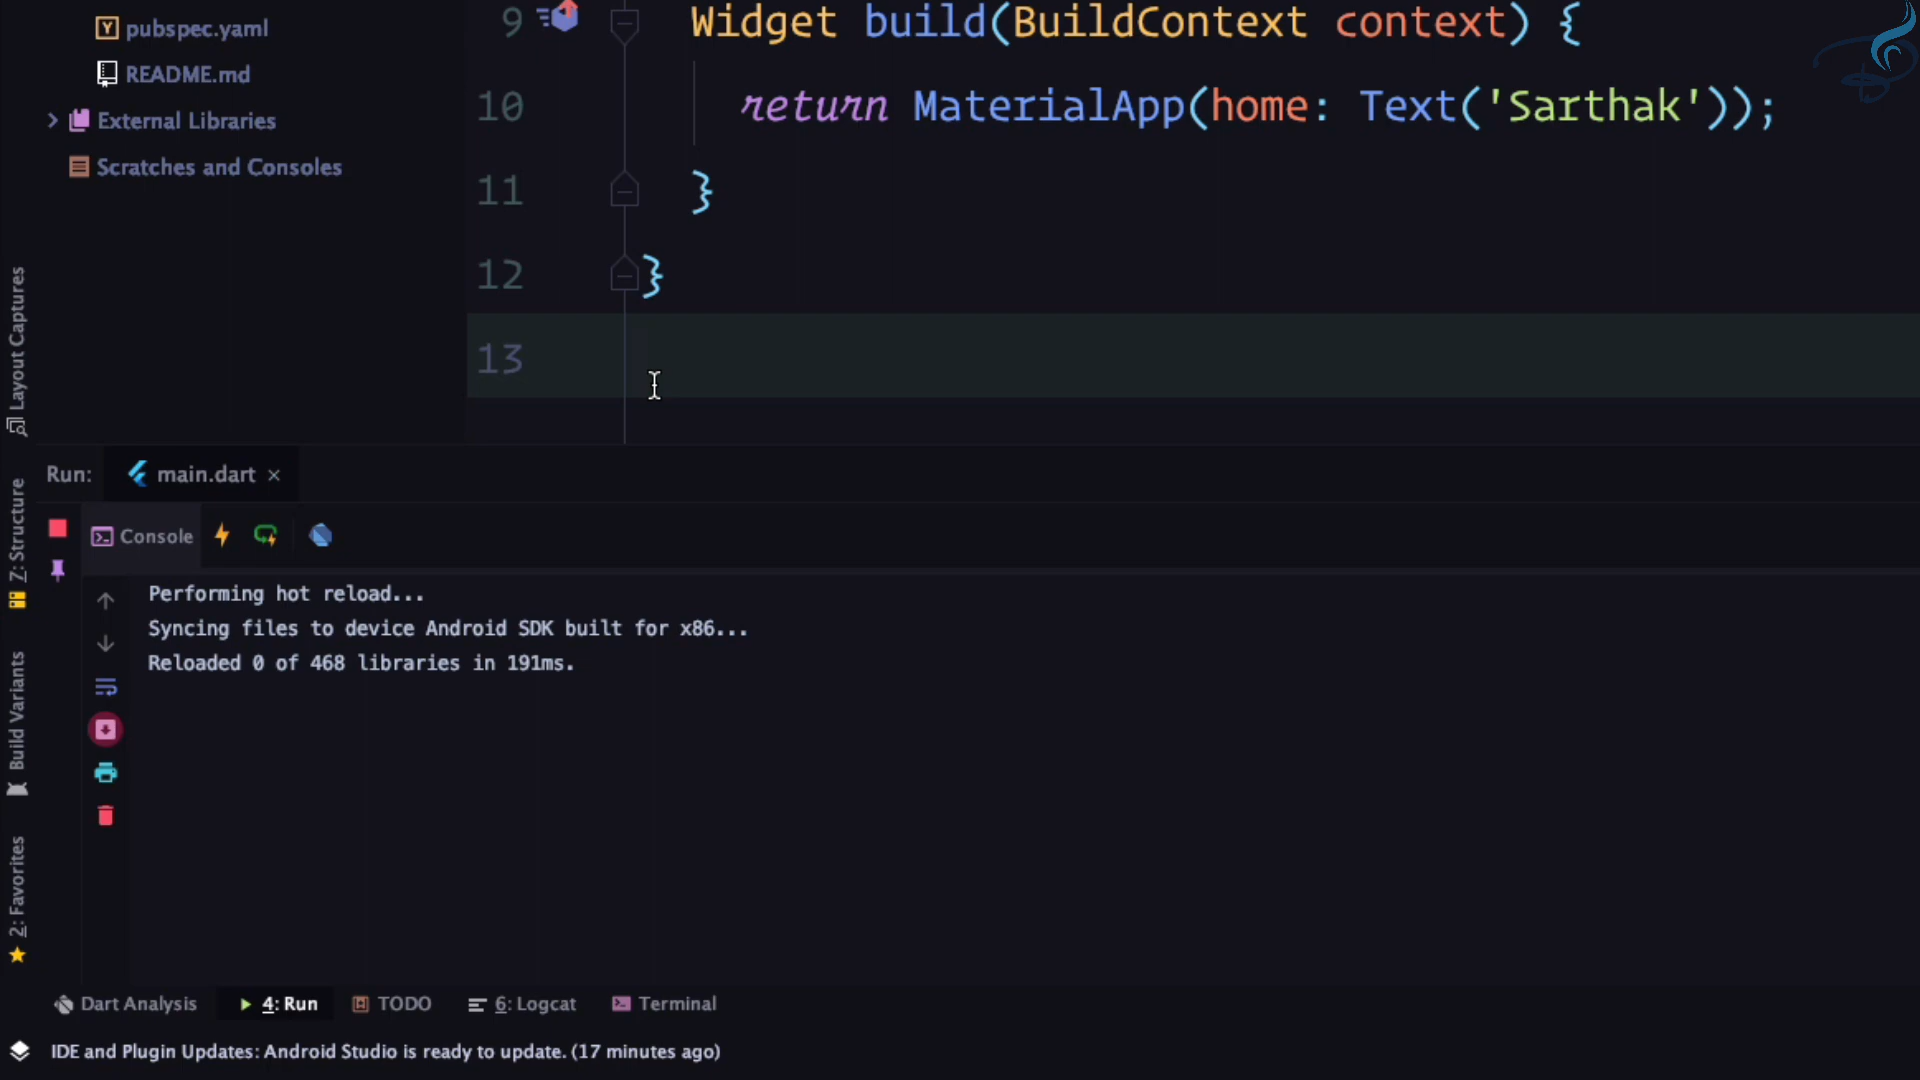 pubspec.yaml
README.md
External Libraries
Scratches and Consoles
9 Widget build(BuildContext context) {
10 return MaterialApp(home: Text('Sarthak'));
11 }
12 }
13
Layout Captures
Z: Structure
Build Variants
2: Favorites
Run: main.dart ×
Console
Performing hot reload...
Syncing files to device Android SDK built for x86...
Reloaded 0 of 468 libraries in 191ms.
Dart Analysis 4: Run TODO 6: Logcat Terminal
IDE and Plugin Updates: Android Studio is ready to update. (17 minutes ago)